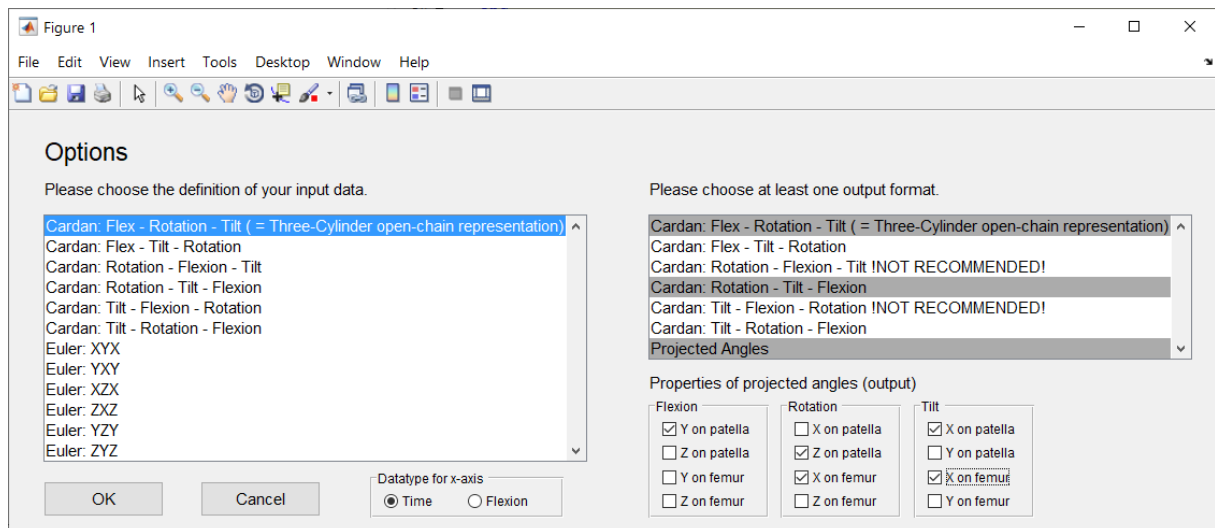 Figure 1
File Edit View Insert Tools Desktop Window Help
Options
Please choose the definition of your input data.
Cardan: Flex - Rotation - Tilt ( = Three-Cylinder open-chain representation)
Cardan: Flex - Tilt - Rotation
Cardan: Rotation - Flexion - Tilt
Cardan: Rotation - Tilt - Flexion
Cardan: Tilt - Flexion - Rotation
Cardan: Tilt - Rotation - Flexion
Euler: XYX
Euler: YXY
Euler: XZX
Euler: ZXZ
Euler: YZY
Euler: ZYZ
OK
Cancel
Datatype for x-axis
Time Flexion
Please choose at least one output format.
Cardan: Flex - Rotation - Tilt ( = Three-Cylinder open-chain representation)
Cardan: Flex - Tilt - Rotation
Cardan: Rotation - Flexion - Tilt !NOT RECOMMENDED!
Cardan: Rotation - Tilt - Flexion
Cardan: Tilt - Flexion - Rotation !NOT RECOMMENDED!
Cardan: Tilt - Rotation - Flexion
Projected Angles
Properties of projected angles (output)
Flexion
Y on patella
Z on patella
Y on femur
Z on femur
Rotation
X on patella
Z on patella
X on femur
Z on femur
Tilt
X on patella
Y on patella
X on femur
Y on femur